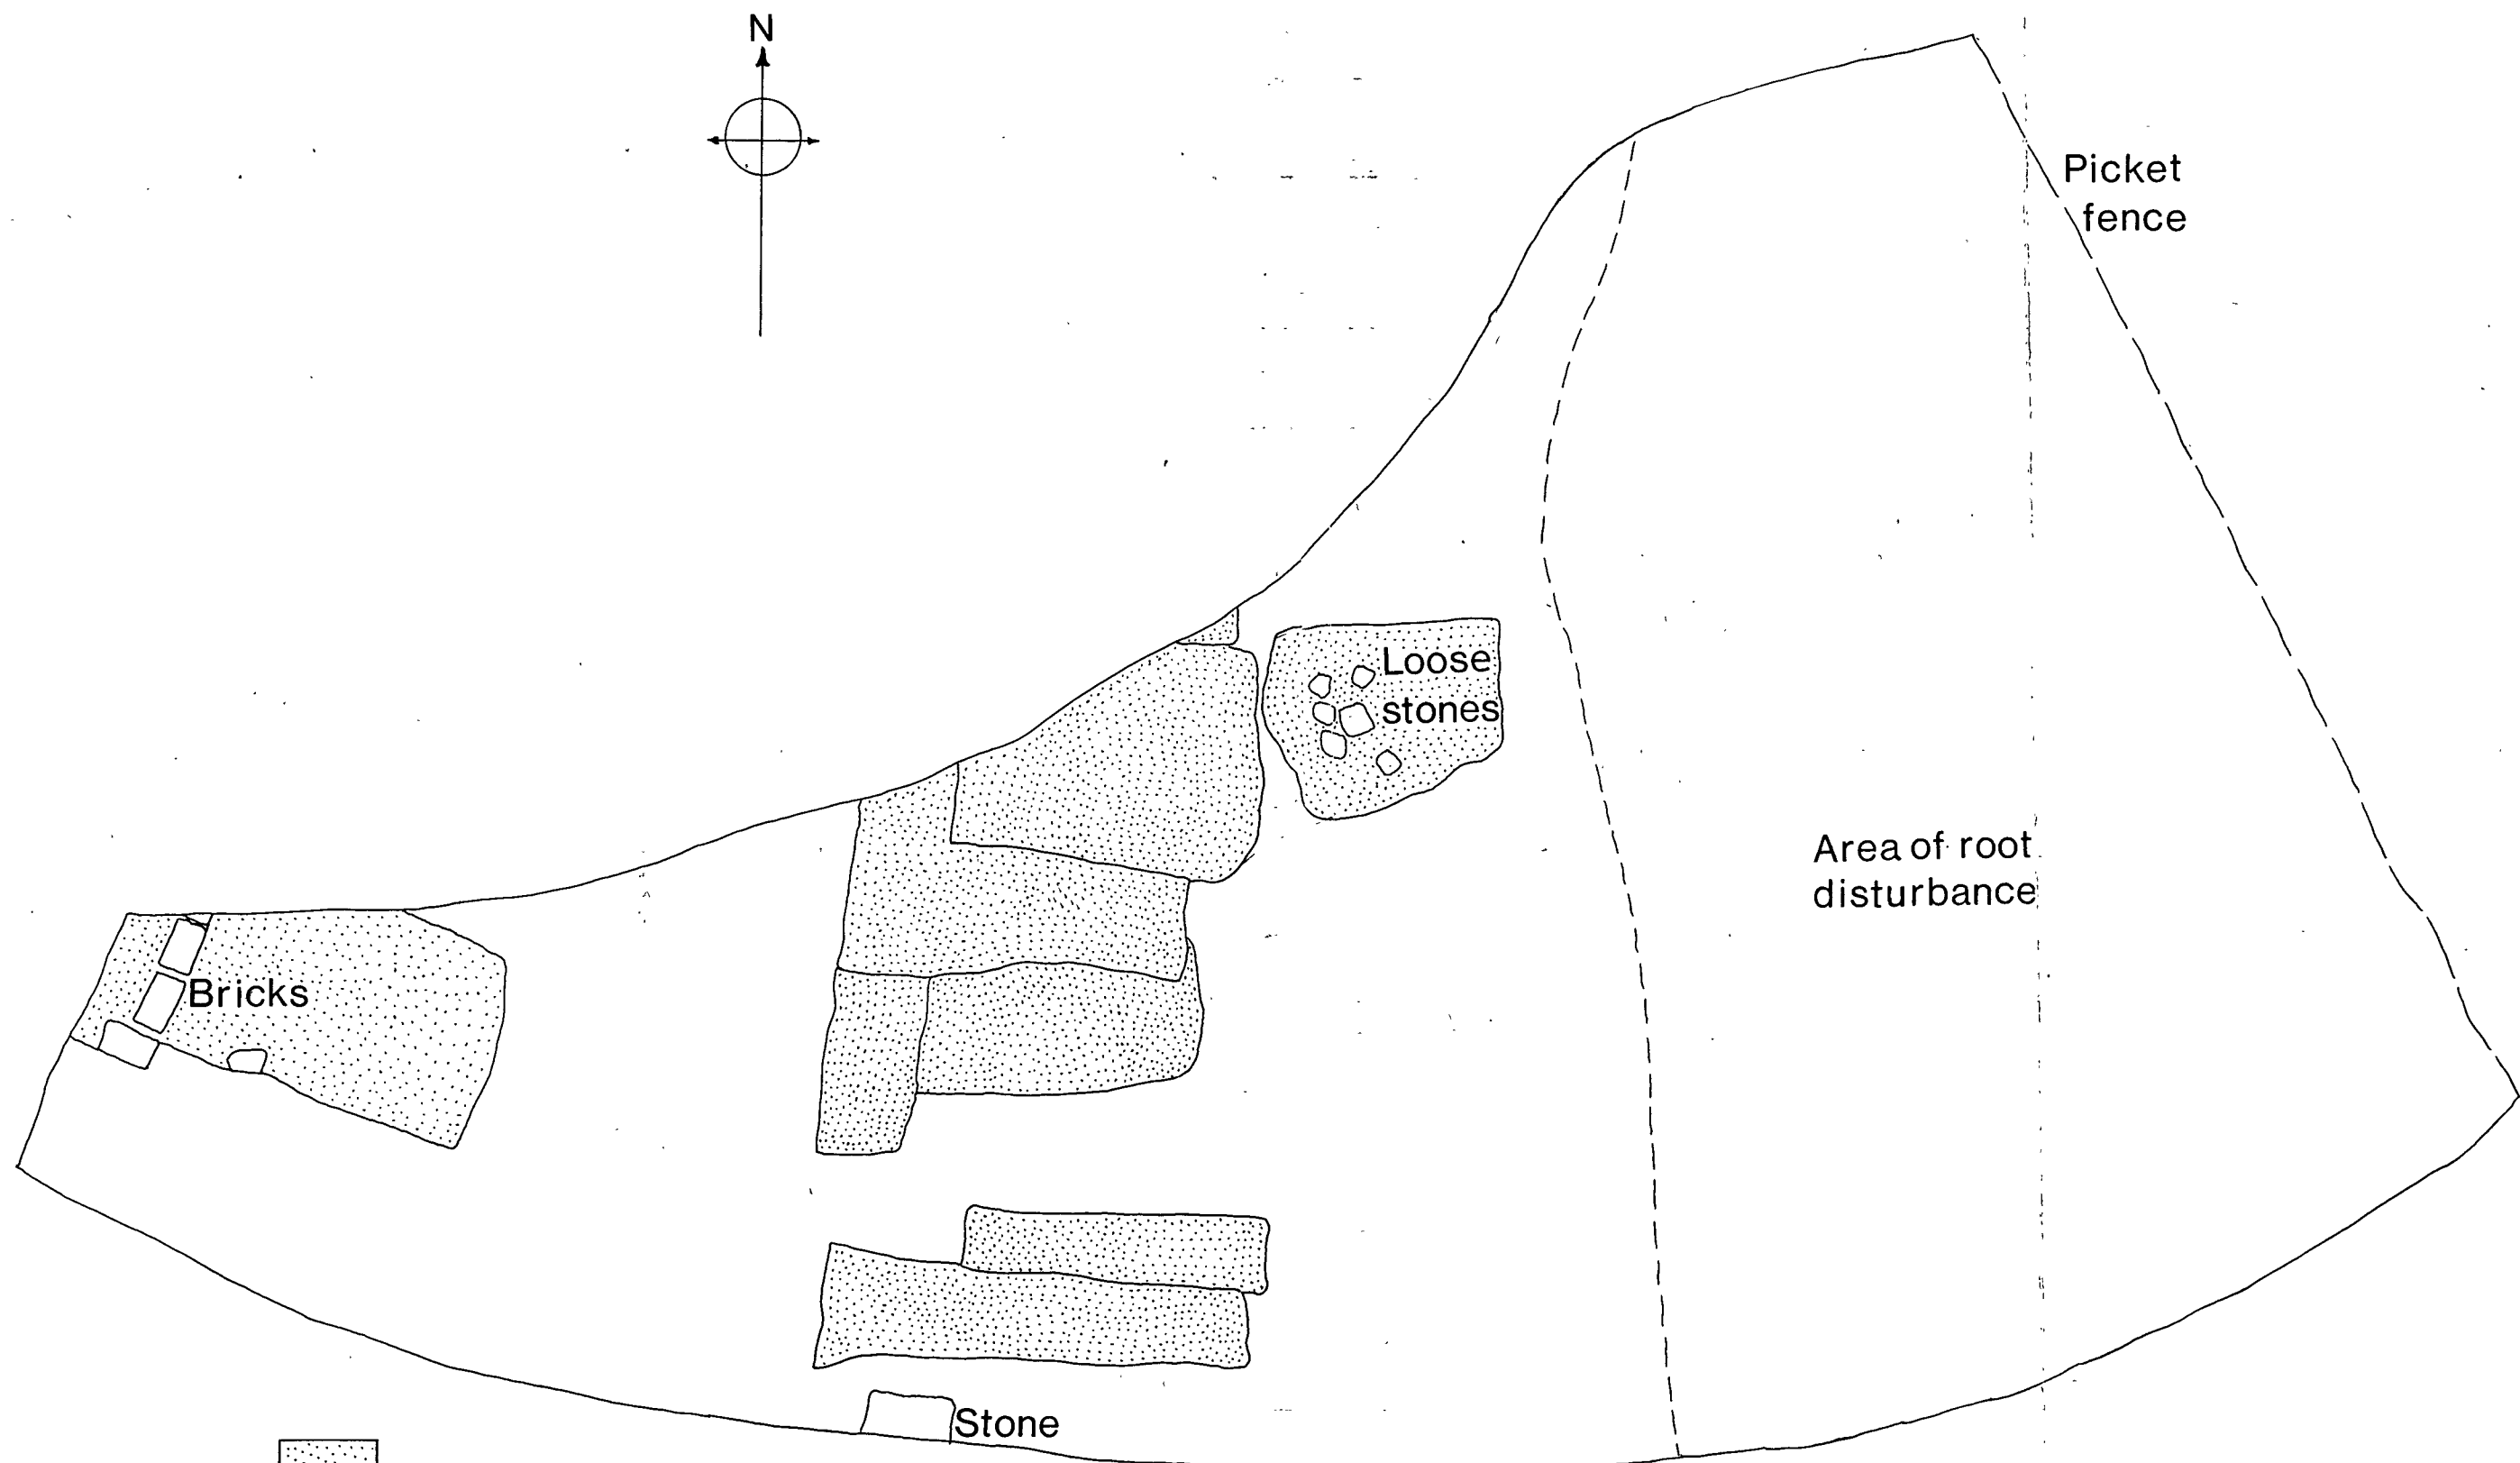 N
Picket
fence
Loose
stones
Area of root
disturbance
Bricks
Stone